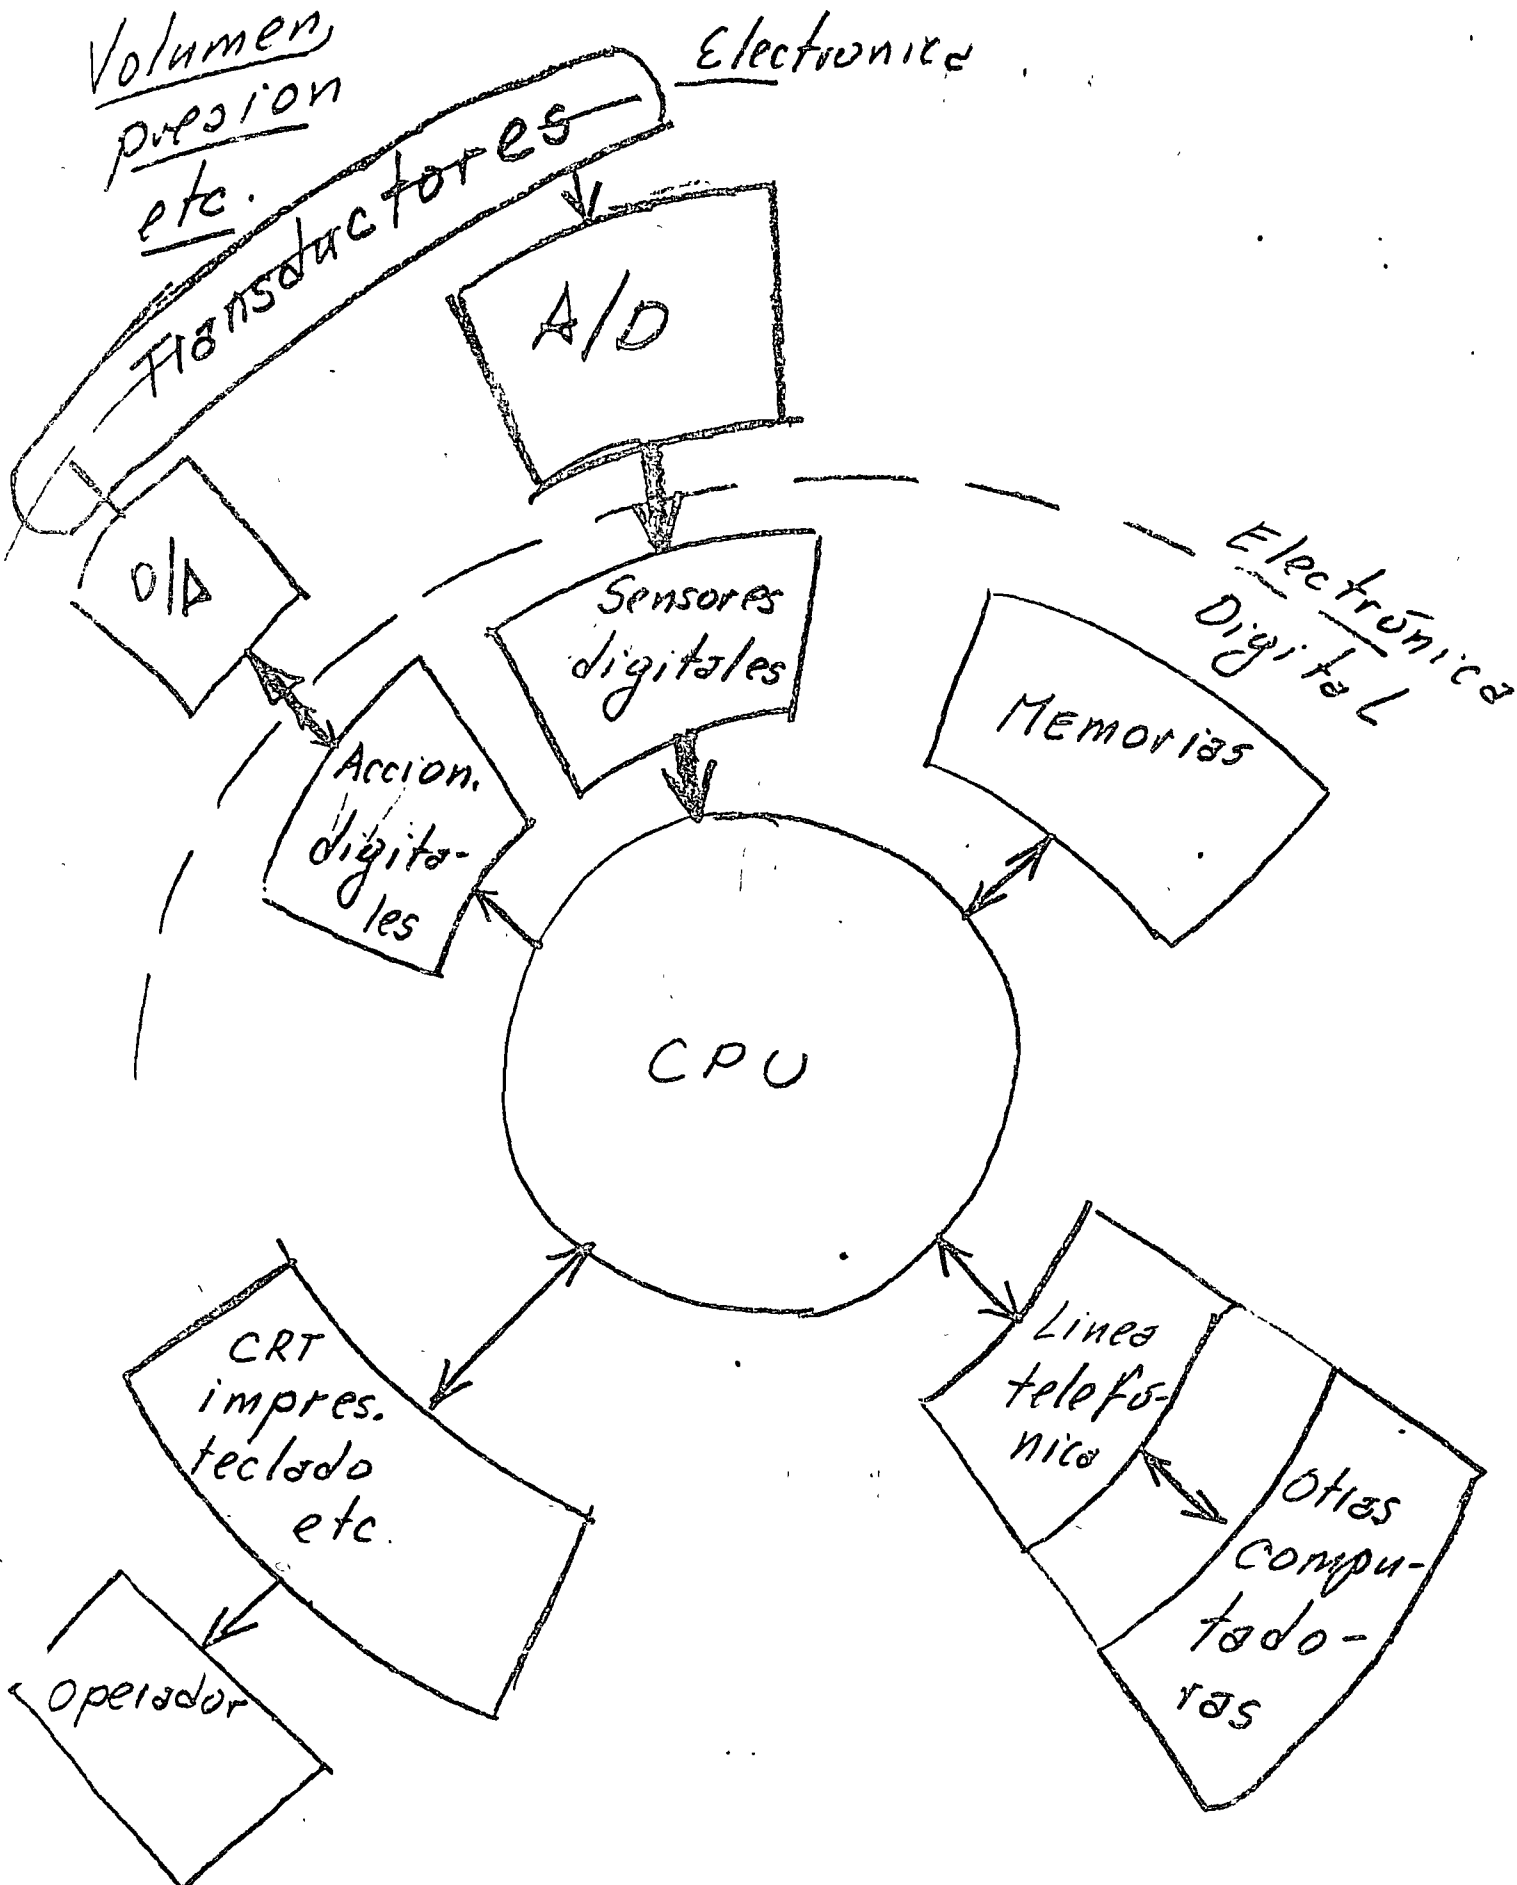 Volumen,
presion
etc.
Electronica
Transductores
A/D
D/A
Sensores
digitales
Electrónica
Digital
Memorias
Accion.
digita-
les
CPU
CRT
impres.
teclado
etc.
Linea
telefó-
nica
Otras
Compu-
tado-
ras
Operador